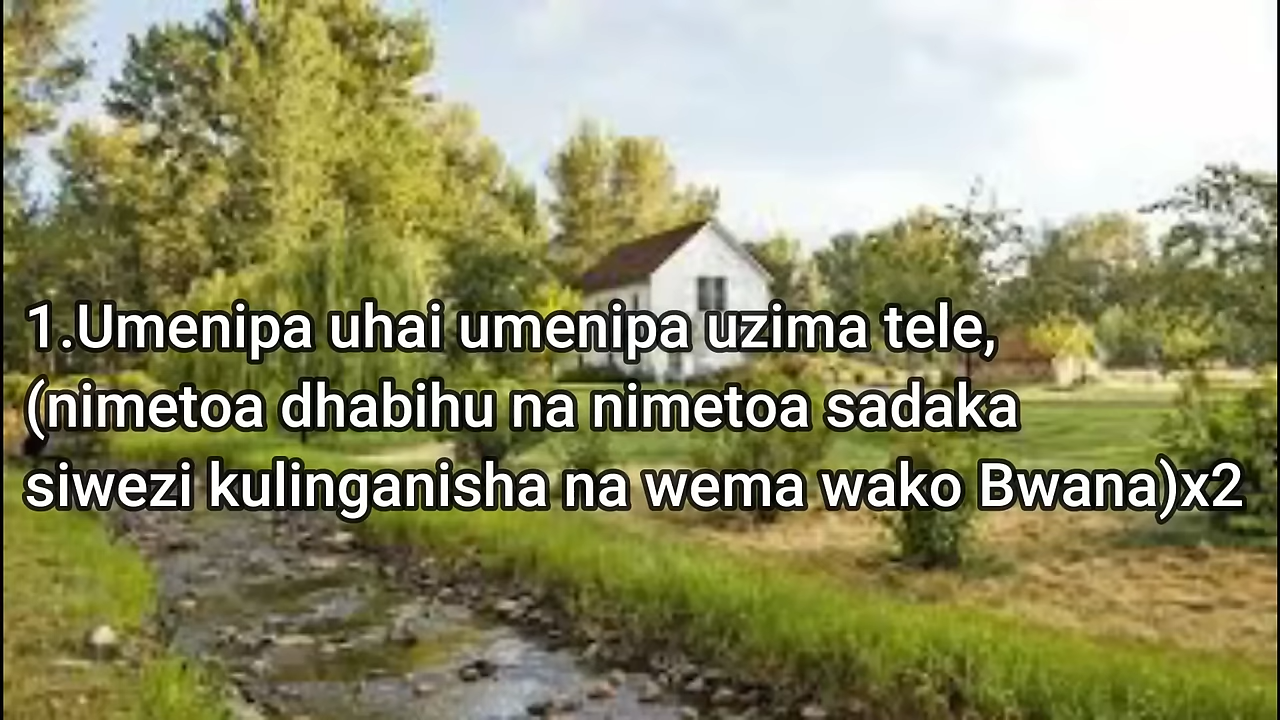 1.Umenipa uhai umenipa uzima tele,
(nimetoa dhabihu na nimetoa sadaka
siwezi kulinganisha na wema wako Bwana)x2